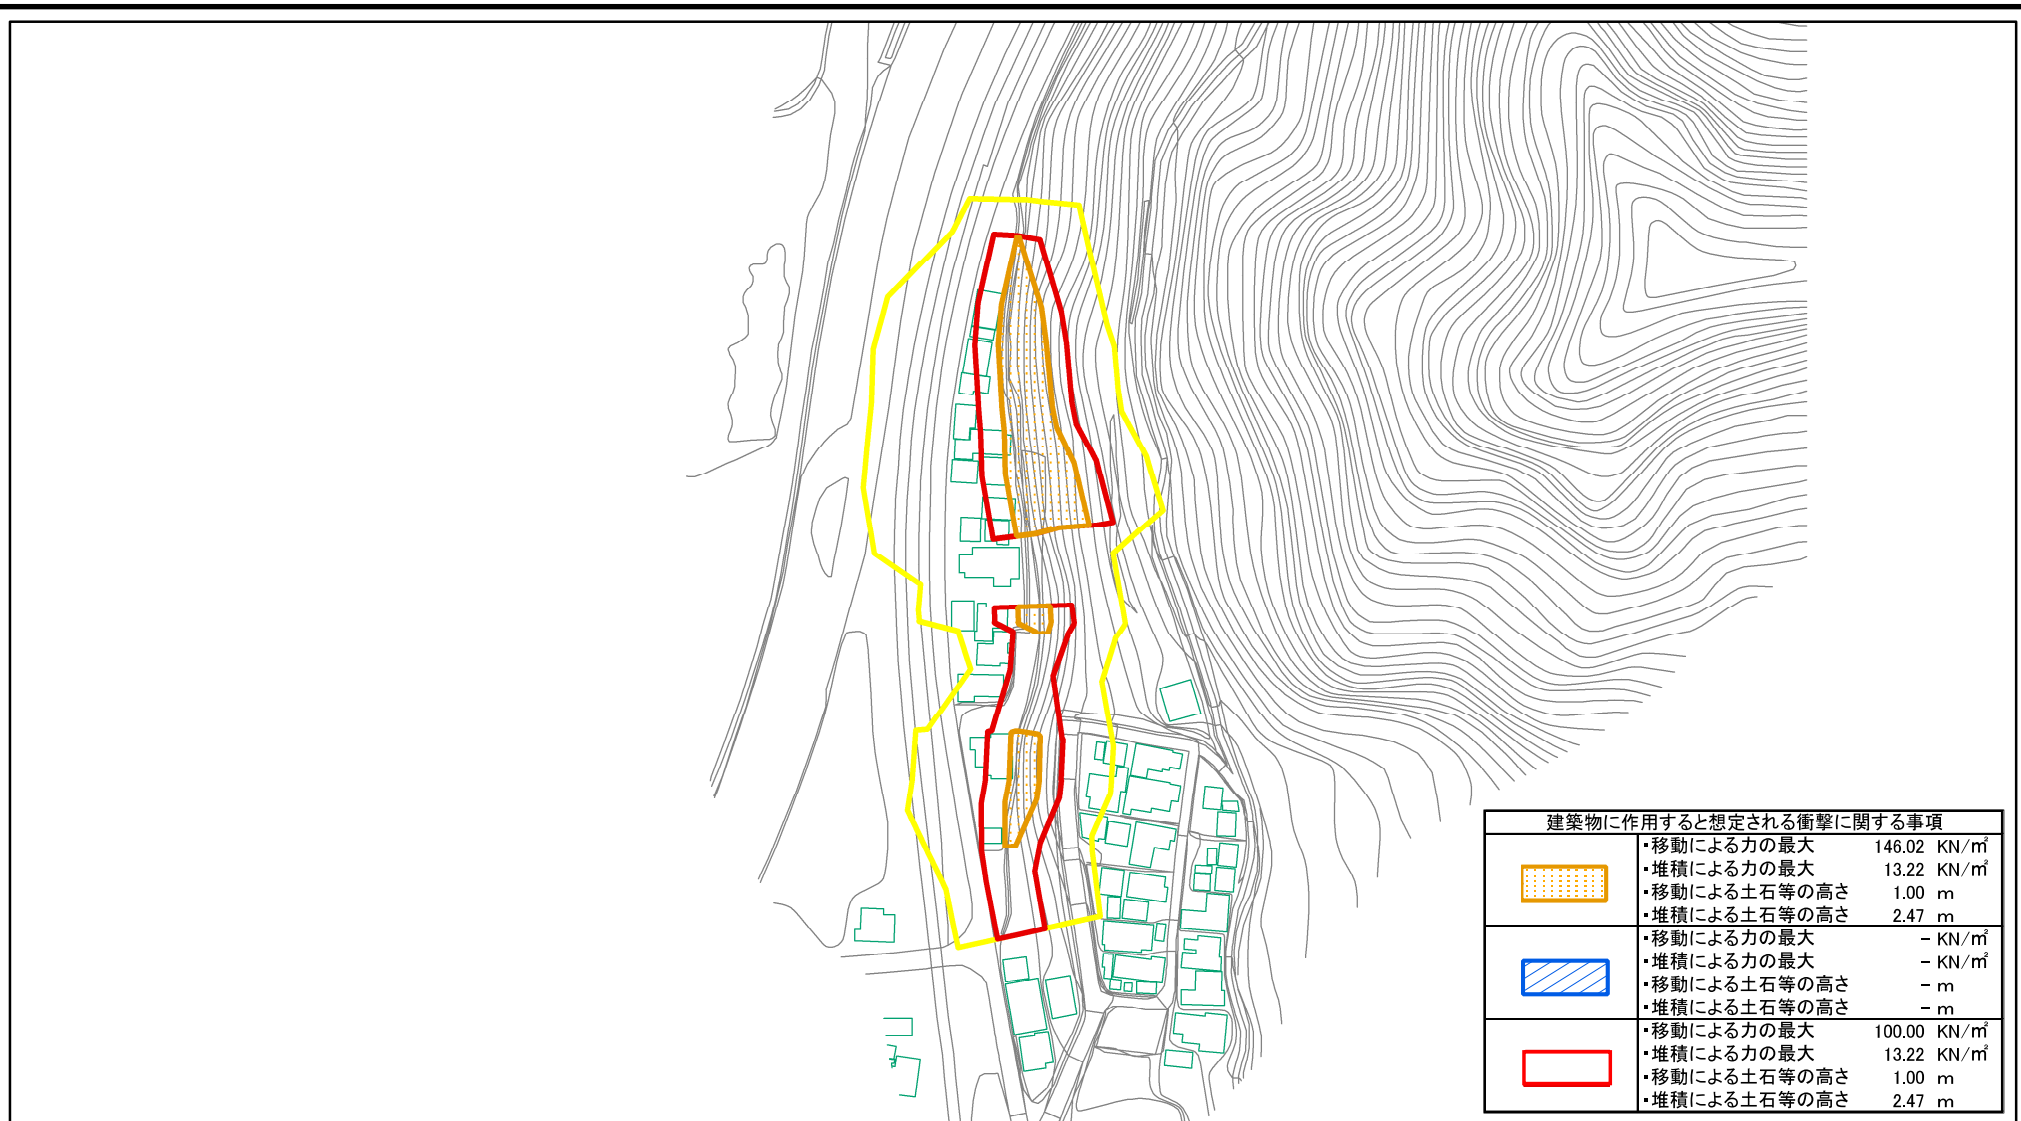 建築物に作用すると想定される衝撃に関する事項
・移動による力の最大 146.02 KN/㎡
・堆積による力の最大 13.22 KN/㎡
・移動による土石等の高さ 1.00 m
・堆積による土石等の高さ 2.47 m
・移動による力の最大 - KN/㎡
・堆積による力の最大 - KN/㎡
・移動による土石等の高さ - m
・堆積による土石等の高さ - m
・移動による力の最大 100.00 KN/㎡
・堆積による力の最大 13.22 KN/㎡
・移動による土石等の高さ 1.00 m
・堆積による土石等の高さ 2.47 m